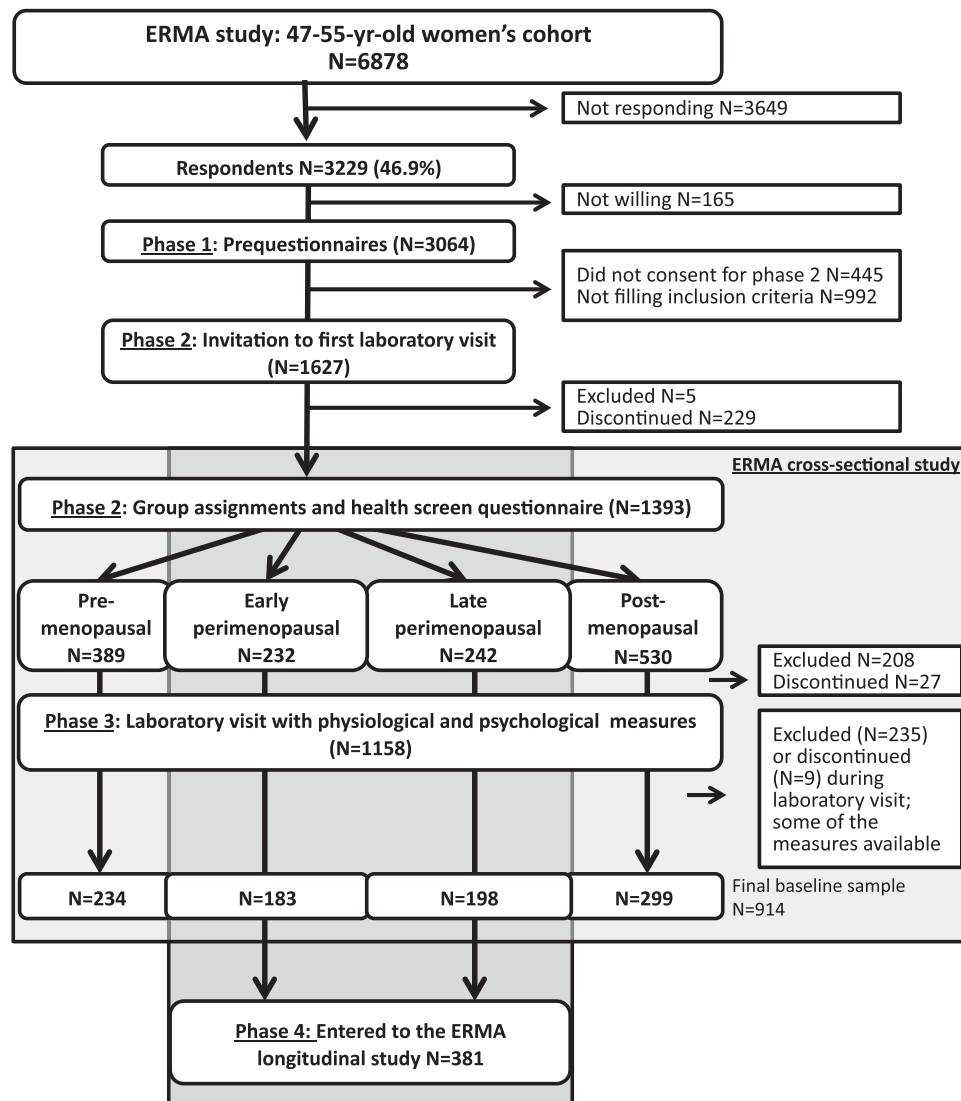 ERMA study: 47-55-yr-old women's cohort
N=6878
Not responding N=3649
Respondents N=3229 (46.9%)
Not willing N=165
Phase 1: Prequestionnaires (N=3064)
Did not consent for phase 2 N=445
Not filling inclusion criteria N=992
Phase 2: Invitation to first laboratory visit
(N=1627)
Excluded N=5
Discontinued N=229
ERMA cross-sectional study
Phase 2: Group assignments and health screen questionnaire (N=1393)
Pre-
menopausal
N=389
Early
perimenopausal
N=232
Late
perimenopausal
N=242
Post-
menopausal
N=530
Excluded N=208
Discontinued N=27
Phase 3: Laboratory visit with physiological and psychological measures
(N=1158)
Excluded (N=235)
or discontinued
(N=9) during
laboratory visit;
some of the
measures available
N=234
N=183
N=198
N=299
Final baseline sample
N=914
Phase 4: Entered to the ERMA
longitudinal study N=381